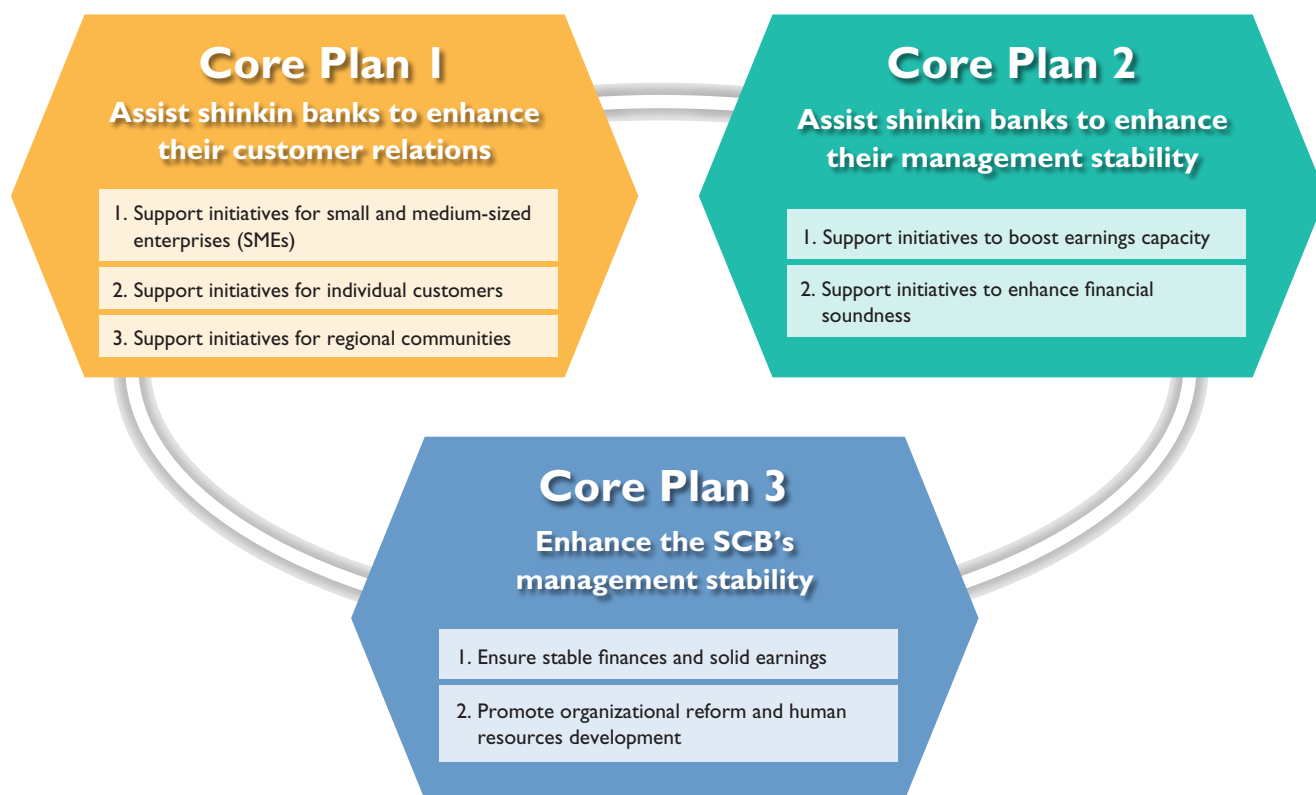 Core Plan 1
Assist shinkin banks to enhance
their customer relations
1. Support initiatives for small and medium-sized
enterprises (SMEs)
2. Support initiatives for individual customers
3. Support initiatives for regional communities
Core Plan 2
Assist shinkin banks to enhance
their management stability
1. Support initiatives to boost earnings capacity
2. Support initiatives to enhance financial
soundness
Core Plan 3
Enhance the SCB’s
management stability
1. Ensure stable finances and solid earnings
2. Promote organizational reform and human
resources development